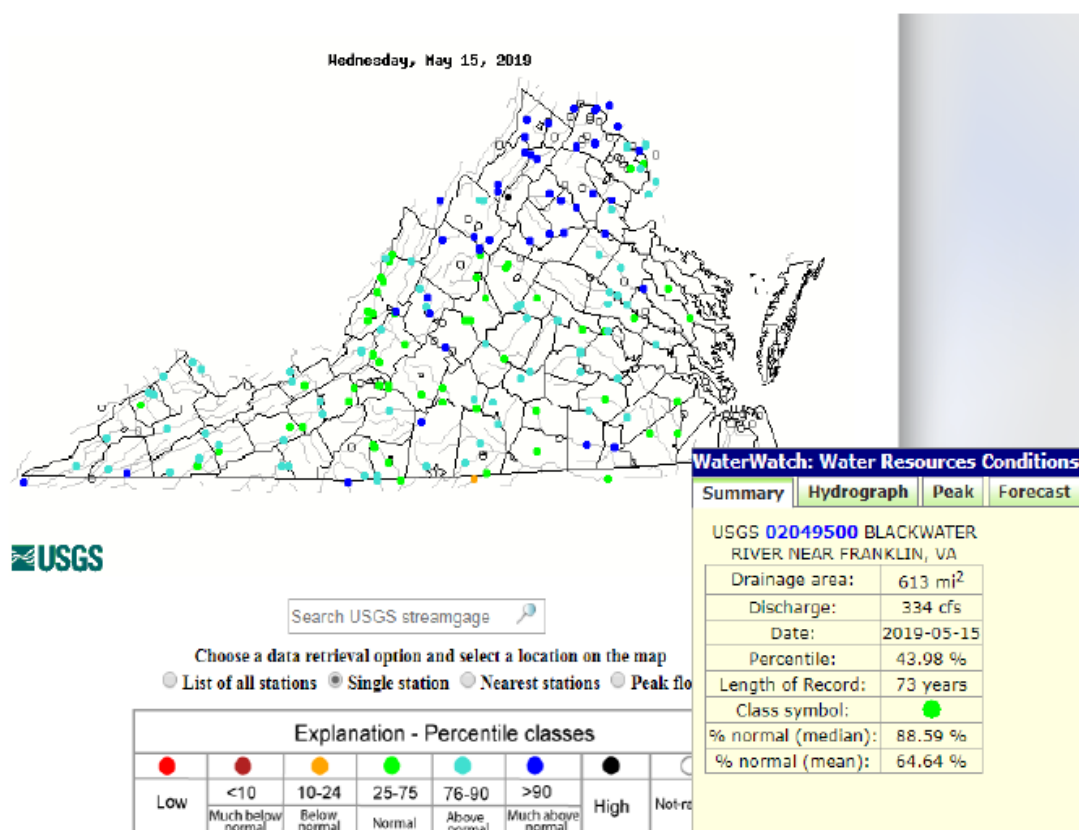 Wednesday, May 15, 2019
USGS
Search USGS streamgage
Choose a data retrieval option and select a location on the map
List of all stations Single station Nearest stations Peak flo
Explanation - Percentile classes
Low <10 10-24 25-75 76-90 >90 High Not-ra
Much below normal Below normal Normal Above normal Much above normal
WaterWatch: Water Resources Conditions
Summary Hydrograph Peak Forecast
USGS 02049500 BLACKWATER
RIVER NEAR FRANKLIN, VA
Drainage area: 613 mi²
Discharge: 334 cfs
Date: 2019-05-15
Percentile: 43.98 %
Length of Record: 73 years
Class symbol:
% normal (median): 88.59 %
% normal (mean): 64.64 %